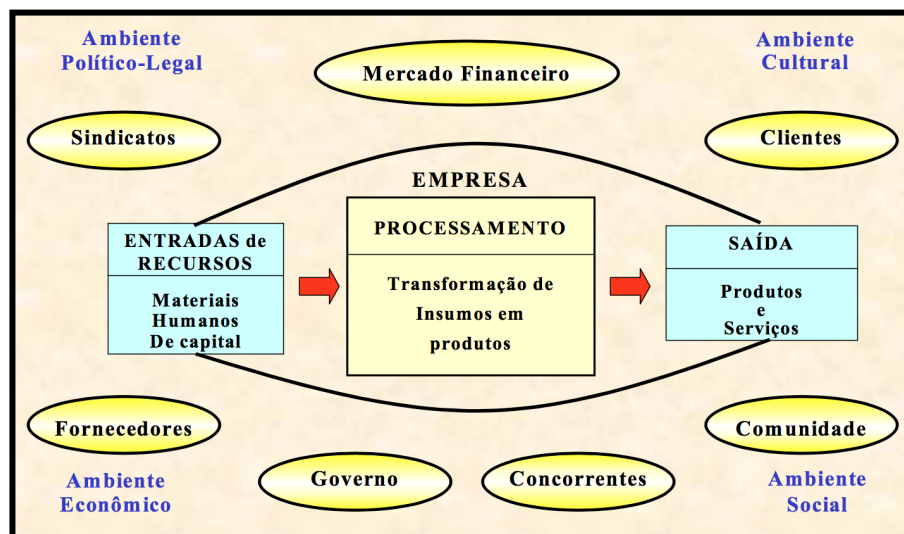 Ambiente
Político-Legal
Mercado Financeiro
Ambiente
Cultural
Sindicatos
Clientes
EMPRESA
ENTRADAS de
RECURSOS
Materiais
Humanos
De capital
PROCESSAMENTO
Transformação de
Insumos em
produtos
SAÍDA
Produtos
e
Serviços
Fornecedores
Comunidade
Ambiente
Econômico
Governo
Concorrentes
Ambiente
Social